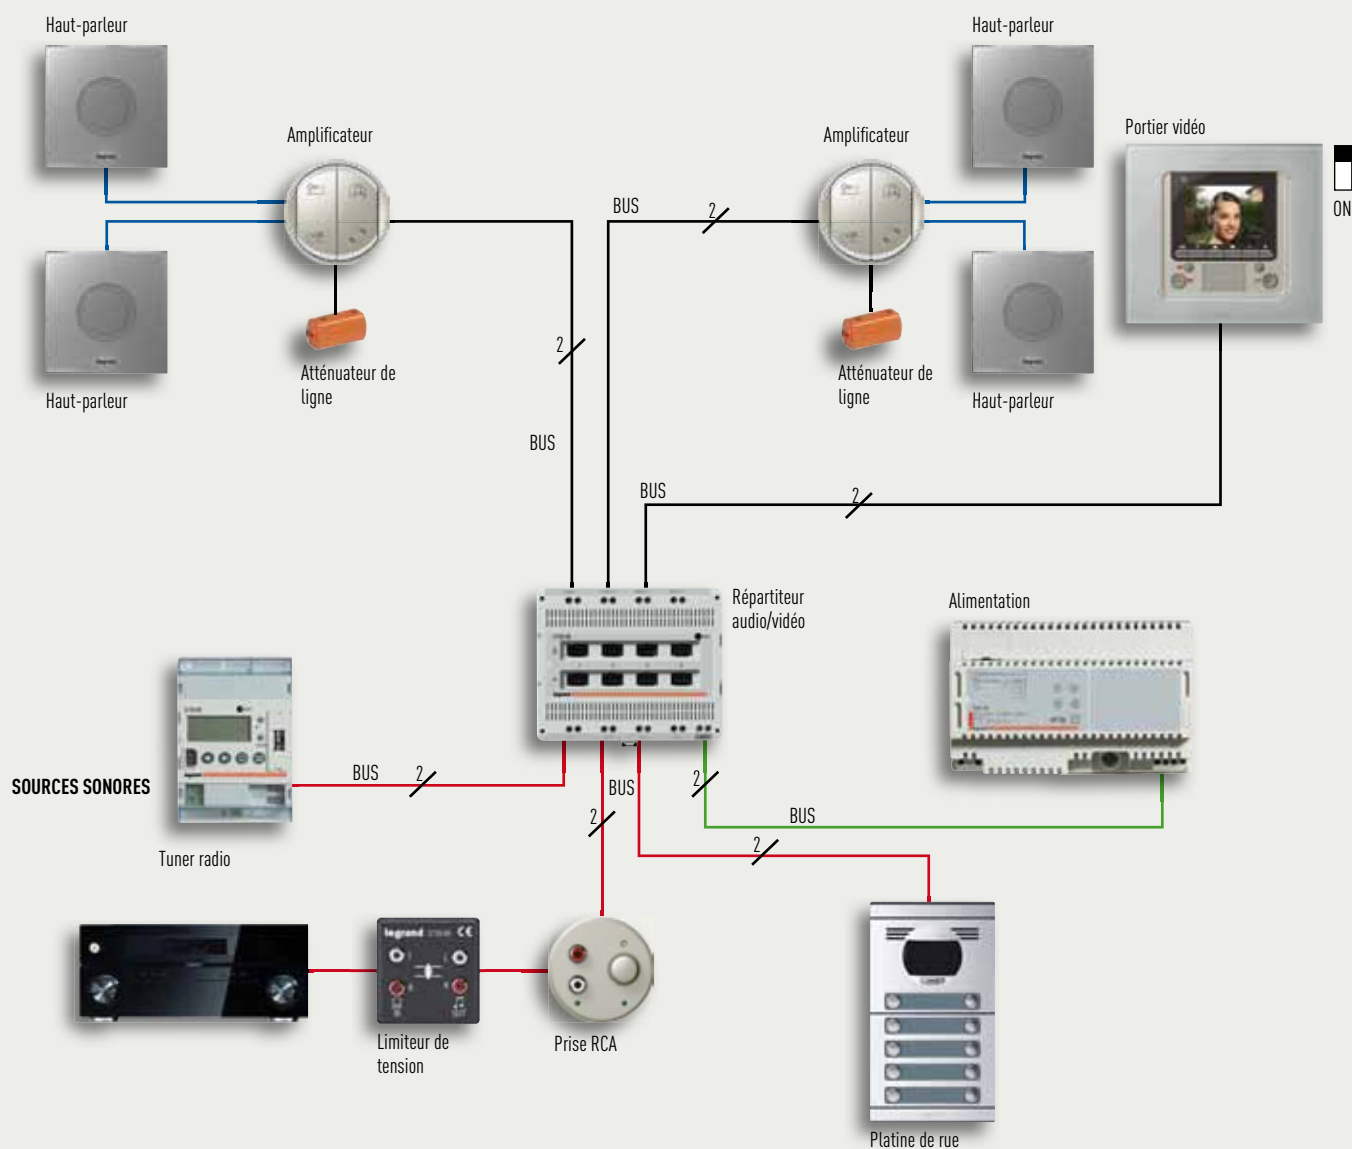 Haut-parleur
Haut-parleur
Amplificateur
Amplificateur
Portier vidéo
BUS
2
ON
2
Atténuateur de
ligne
Atténuateur de
ligne
Haut-parleur
Haut-parleur
BUS
BUS
2
Répartiteur
audio/vidéo
Alimentation
SOURCES SONORES
BUS
2
BUS
2
2
BUS
2
Tuner radio
legrand
Limiteur de
tension
Prise RCA
Platine de rue